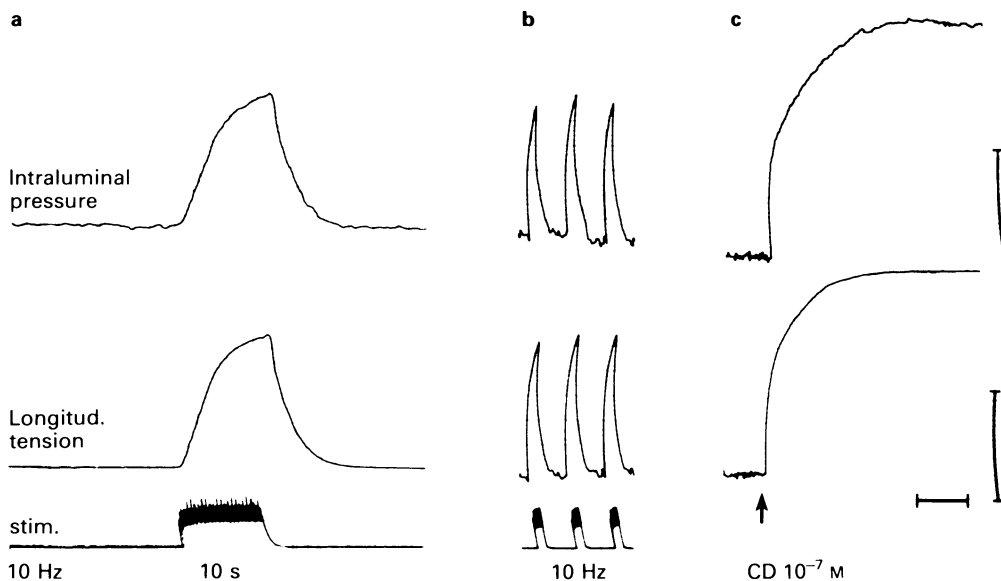 a
b
c
Intraluminal
pressure
Longitud.
tension
stim.
10 Hz
10 s
10 Hz
CD 10⁻⁷ M